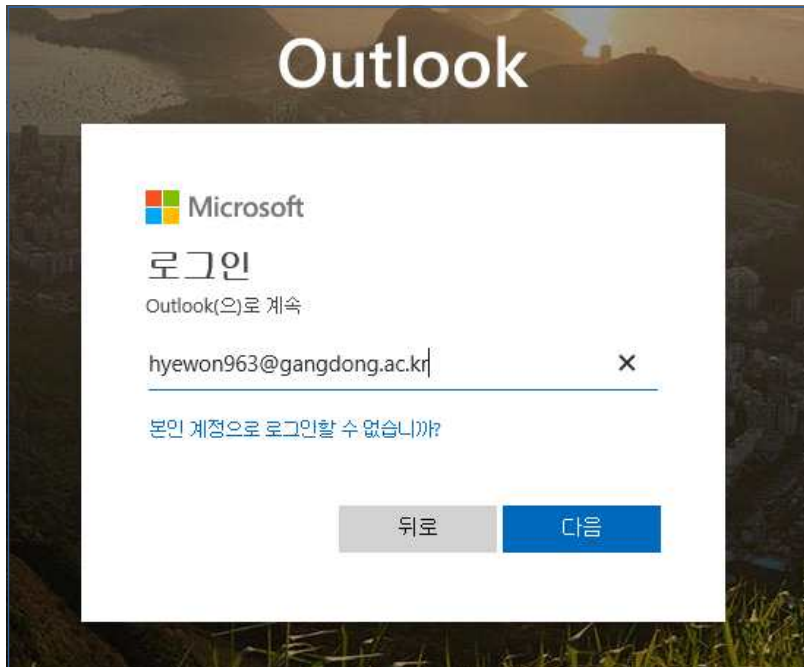 Outlook
Microsoft
로그인
Outlook(으)로 계속
hyewon963@gangdong.ac.kr
본인 계정으로 로그인할 수 없습니까?
뒤로
다음